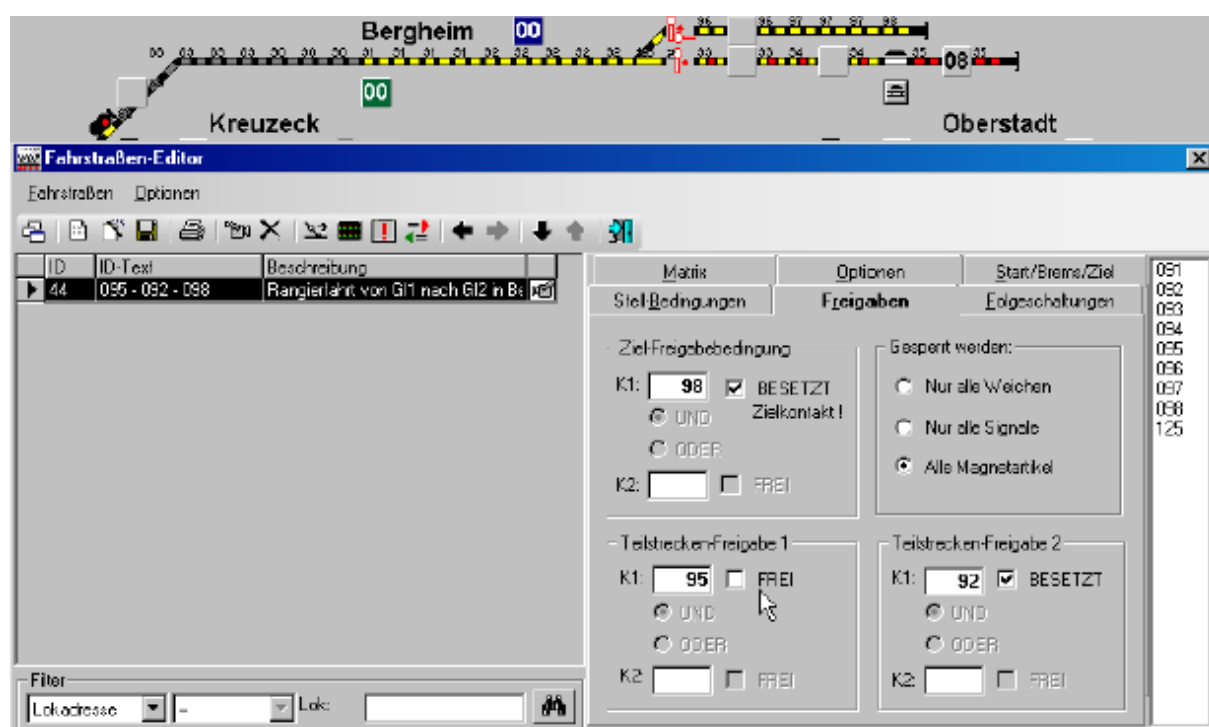 Bergheim 00
00
08
Kreuzeck Oberstadt
Fahrstraßen-Editor
Fahrstraßen Optionen
ID ID-Text Beschreibung
44 095 - 092 - 098 Rangierfahrt von Gl1 nach Gl2 in Be
Matrix Optionen Start/Brems/Ziel
Stell-Bedingungen Freigaben Folgeschaltungen
091
092
093
094
095
096
097
098
125
Ziel-Freigabebedingung
K1: 98 BESETZT
Zielkontakt !
UND
ODER
K2: FREI
Gesperrt werden:
Nur alle Weichen
Nur alle Signale
Alle Magnetartikel
Teilstrecken-Freigabe 1
K1: 95 FREI
UND
ODER
K2 FREI
Teilstrecken-Freigabe 2
K1: 92 BESETZT
UND
ODER
K2: FREI
Filter
Lokadresse - Lok: